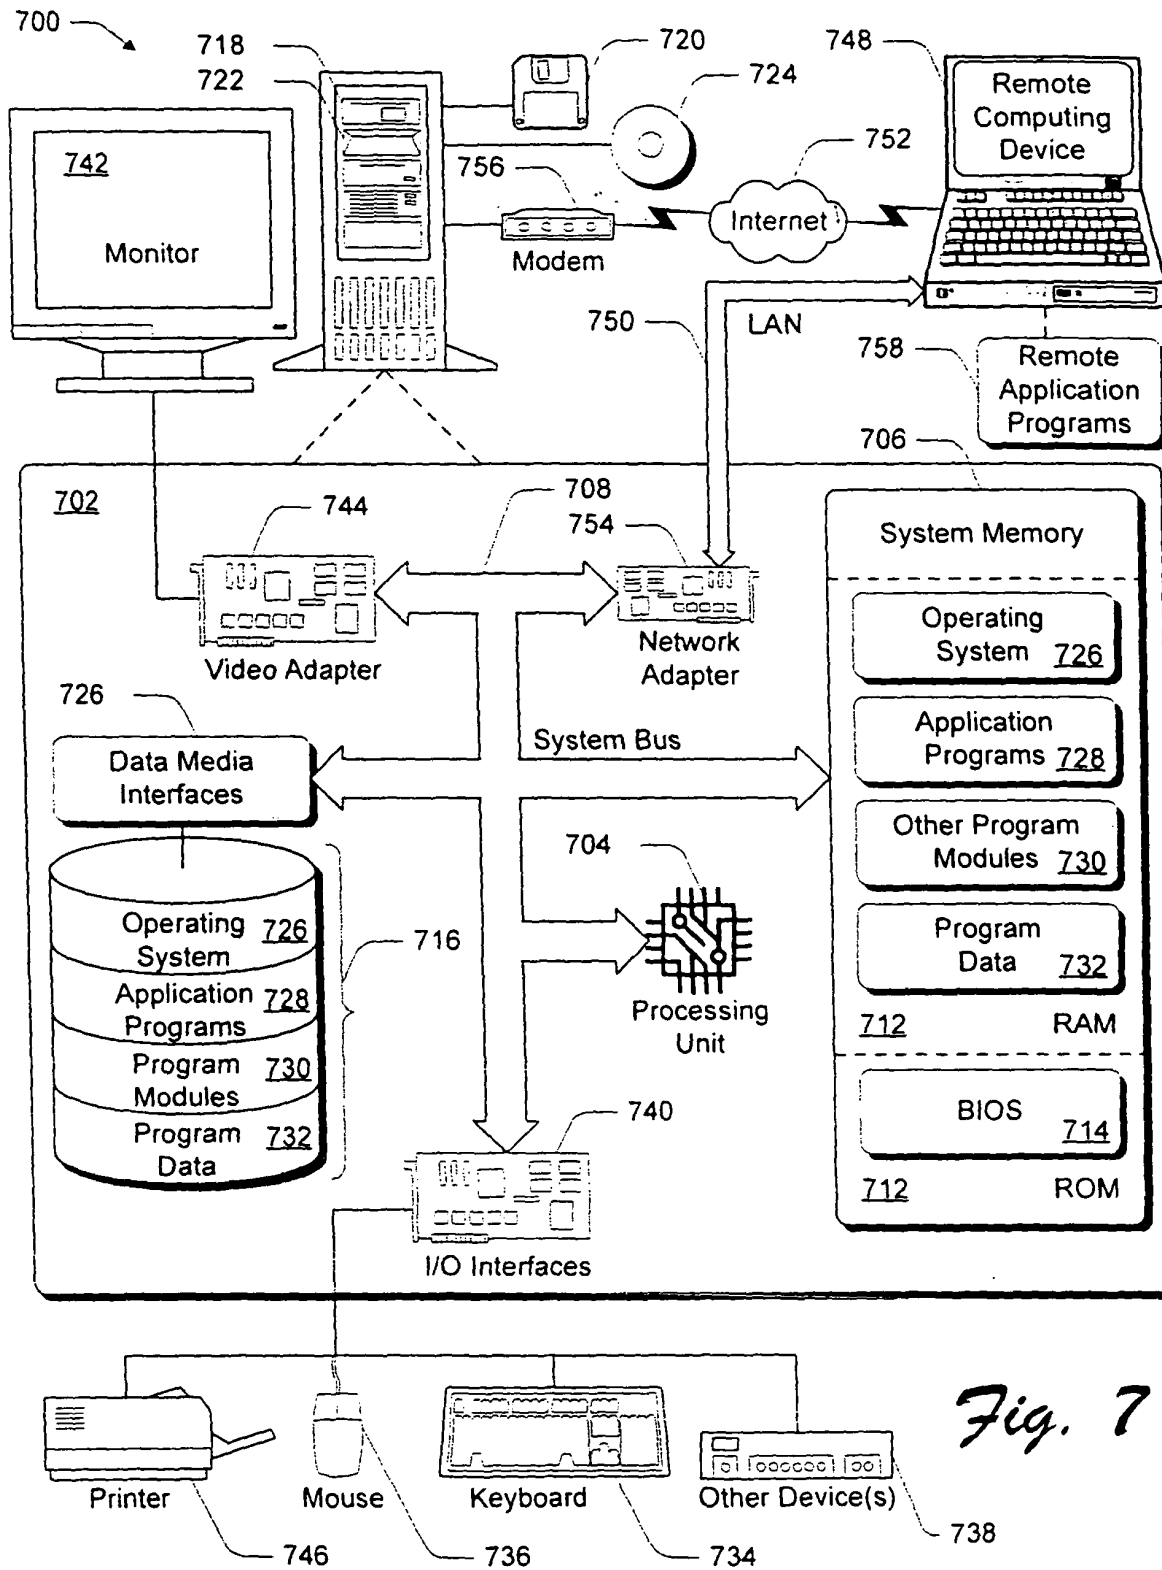 700
718
722
720
724
748
Remote
Computing
Device
742
Monitor
756
Modem
752
Internet
750
LAN
758
Remote
Application
Programs
706
702
744
Video Adapter
708
754
Network
Adapter
System Memory
Operating
System 726
Application
Programs 728
Other Program
Modules 730
Program
Data 732
712 RAM
BIOS
714
712 ROM
726
Data Media
Interfaces
System Bus
704
Processing
Unit
Operating
System 726
Application
Programs 728
Program
Modules 730
Program
Data 732
716
740
I/O Interfaces
Printer
Mouse
Keyboard
Other Device(s)
746
736
734
738
Fig. 7